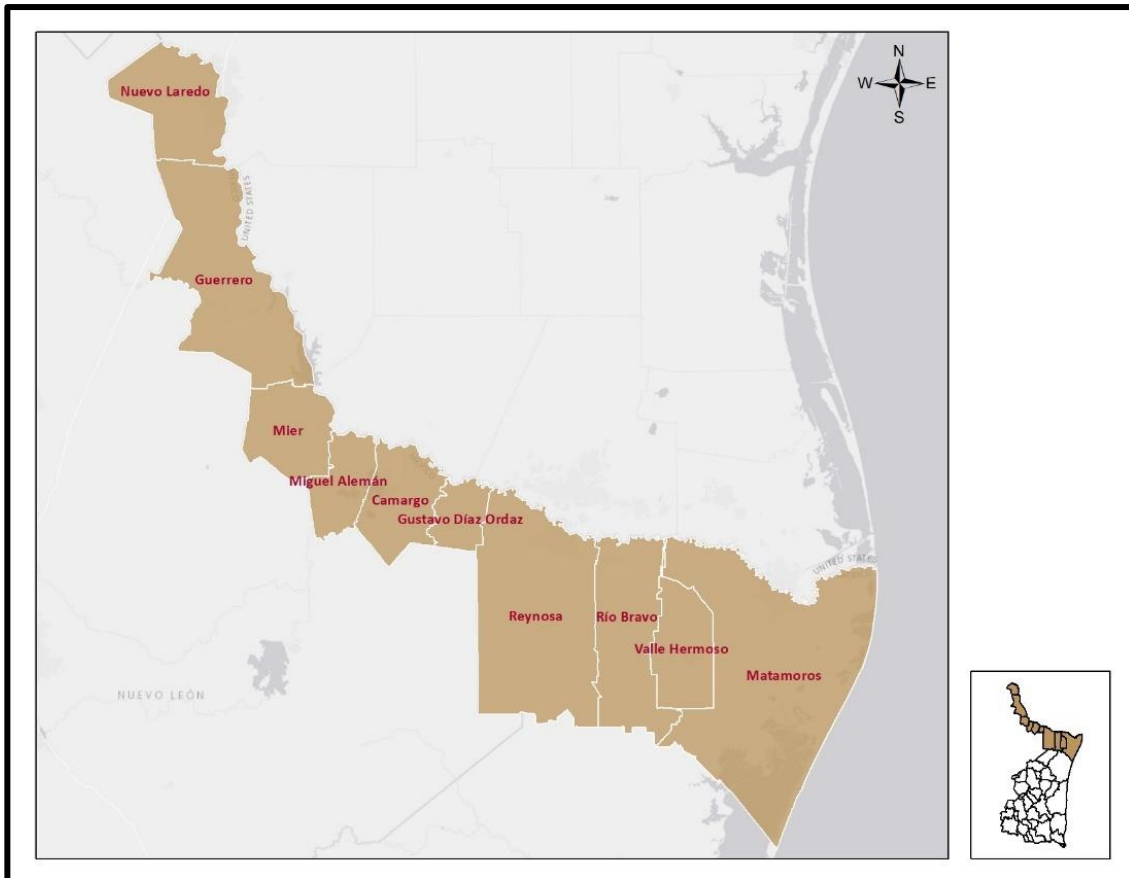 N
W E
S
Nuevo Laredo
UNITED STATES
Guerrero
Mier
Miguel Alemán
Camargo
Gustavo Díaz Ordaz
UNITED STATES
Reynosa
Río Bravo
Valle Hermoso
Matamoros
NUEVO LEÓN